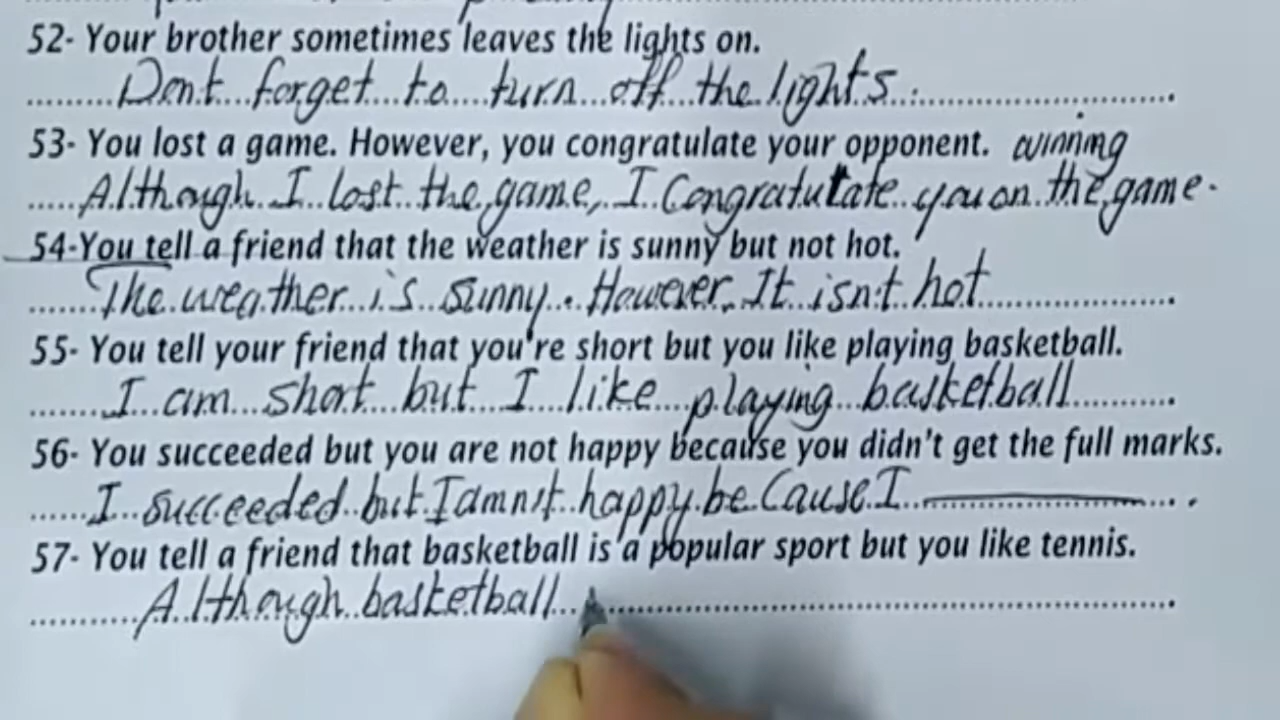 52- Your brother sometimes leaves the lights on.
Dont forget to turn off the lights.
53- You lost a game. However, you congratulate your opponent. winning
Although I lost the game, I Congratulate you on the game.
54-You tell a friend that the weather is sunny but not hot.
The weather is sunny. However, It isn't hot
55- You tell your friend that you're short but you like playing basketball.
I am short but I like playing basketball
56- You succeeded but you are not happy because you didn't get the full marks.
I succeeded but I happy beCause I
57- You tell a friend that basketball is a popular sport but you like tennis.
Although basketball